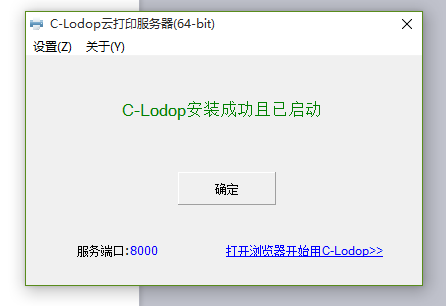 C-Lodop云打印服务器(64-bit)
设置(Z) 关于(Y)
C-Lodop安装成功且已启动
确定
服务端口:8000 打开浏览器开始用C-Lodop>>